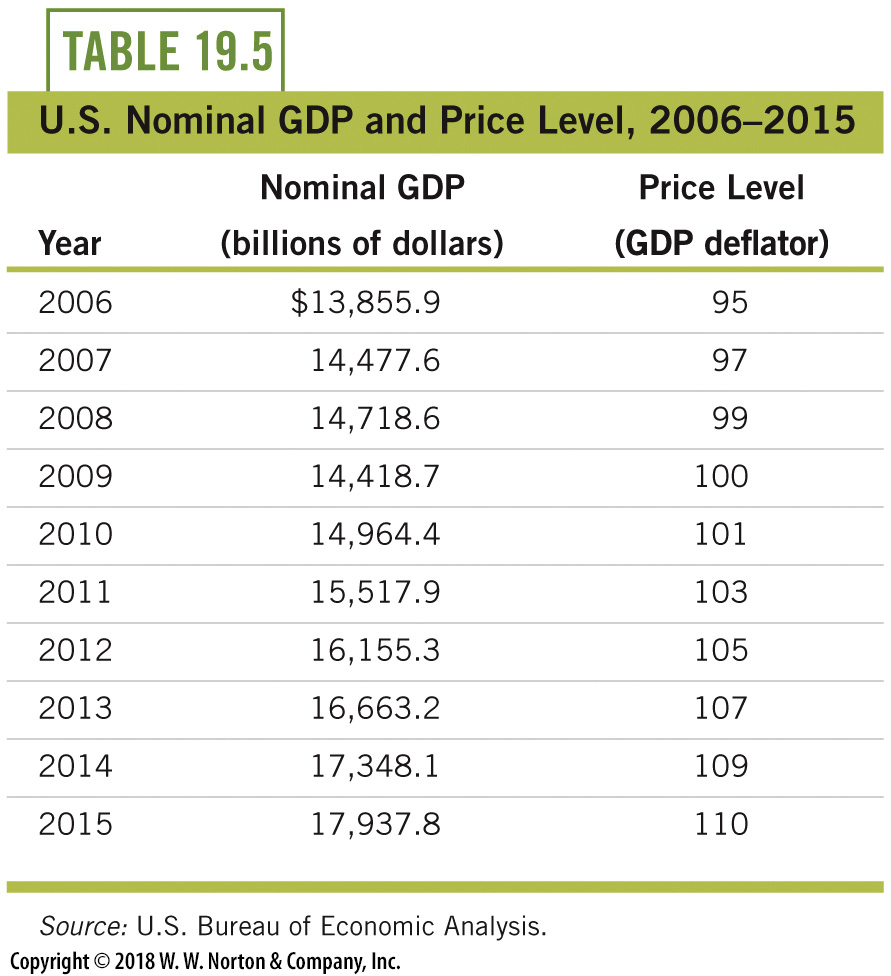 TABLE 19.5
U.S. Nominal GDP and Price Level, 2006–2015
Nominal GDP Price Level
Year (billions of dollars) (GDP deflator)
2006 $13,855.9 95
2007 14,477.6 97
2008 14,718.6 99
2009 14,418.7 100
2010 14,964.4 101
2011 15,517.9 103
2012 16,155.3 105
2013 16,663.2 107
2014 17,348.1 109
2015 17,937.8 110
Source: U.S. Bureau of Economic Analysis.
Copyright © 2018 W. W. Norton & Company, Inc.